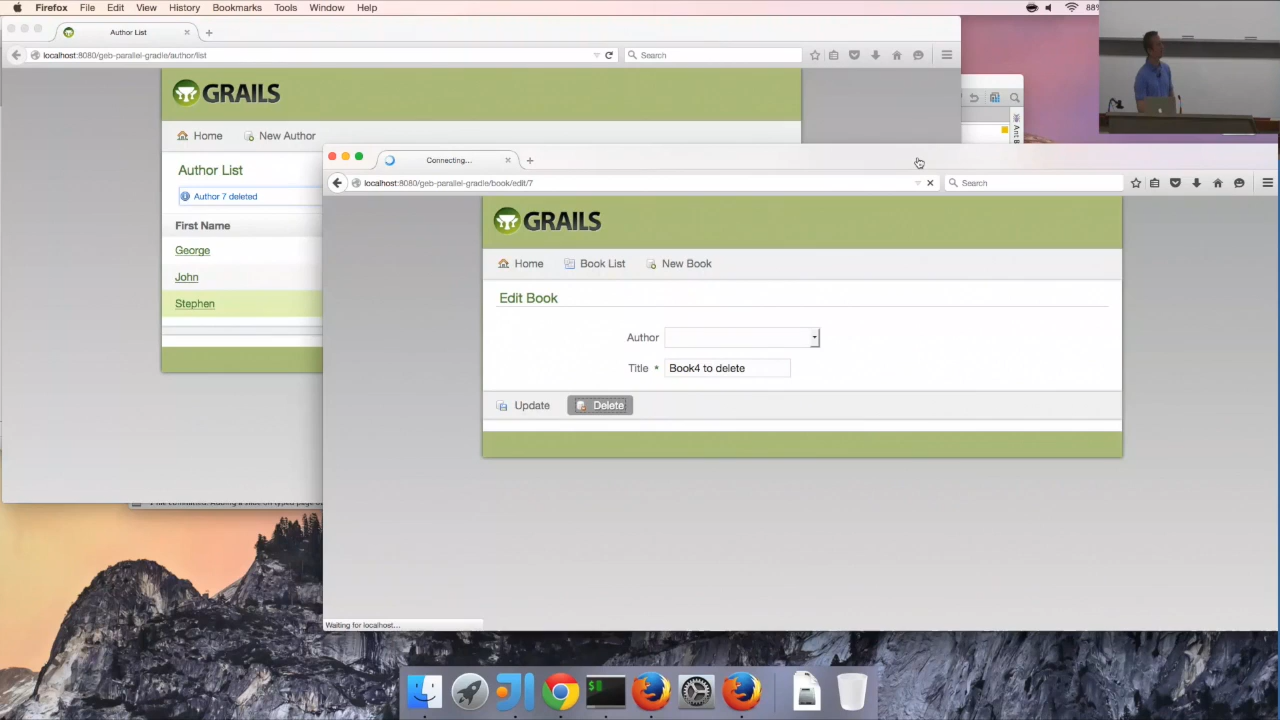 Firefox File Edit View History Bookmarks Tools Window Help
88%
Author List
localhost:8080/geb-parallel-gradle/author/list
Search
GRAILS
Home New Author
Author List
Author 7 deleted
First Name
George
John
Stephen
Ant B
Connecting...
localhost:8080/geb-parallel-gradle/book/edit/7
Search
GRAILS
Home Book List New Book
Edit Book
Author
Title * Book4 to delete
Update Delete
Waiting for localhost...